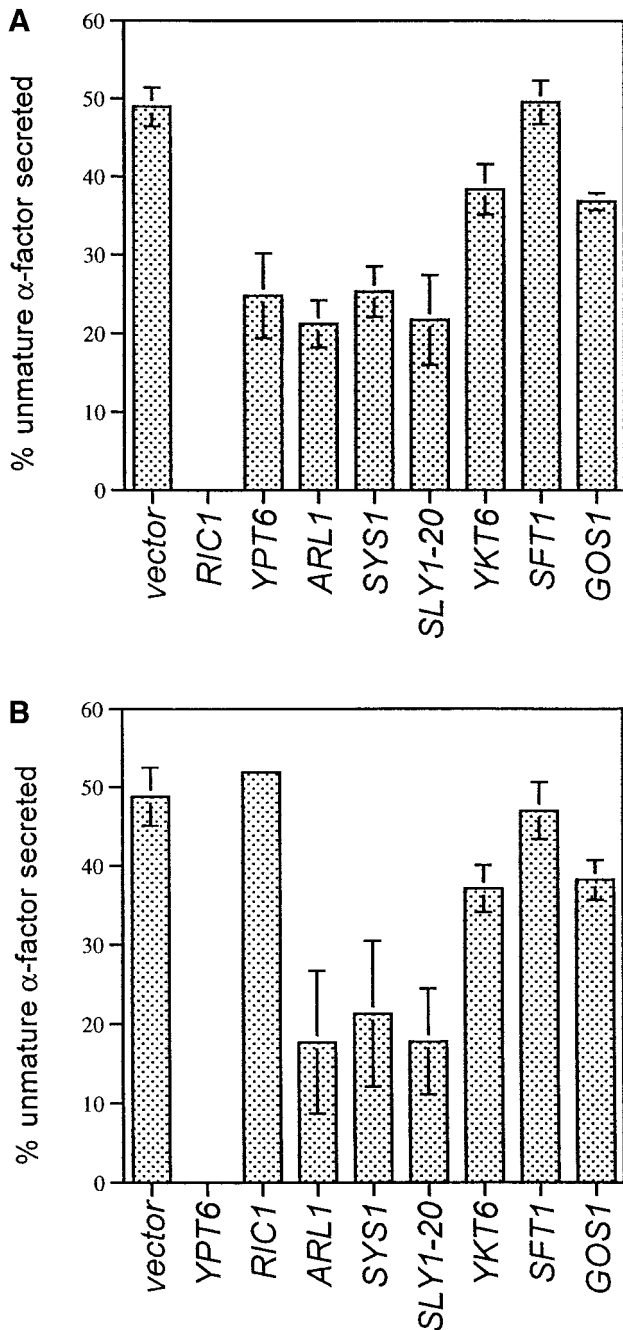 A
% unmature α-factor secreted
60
50
40
30
20
10
0
vector
RIC1
YPT6
ARL1
SYS1
SLY1-20
YKT6
SFT1
GOS1
B
% unmature α-factor secreted
60
50
40
30
20
10
0
vector
YPT6
RIC1
ARL1
SYS1
SLY1-20
YKT6
SFT1
GOS1